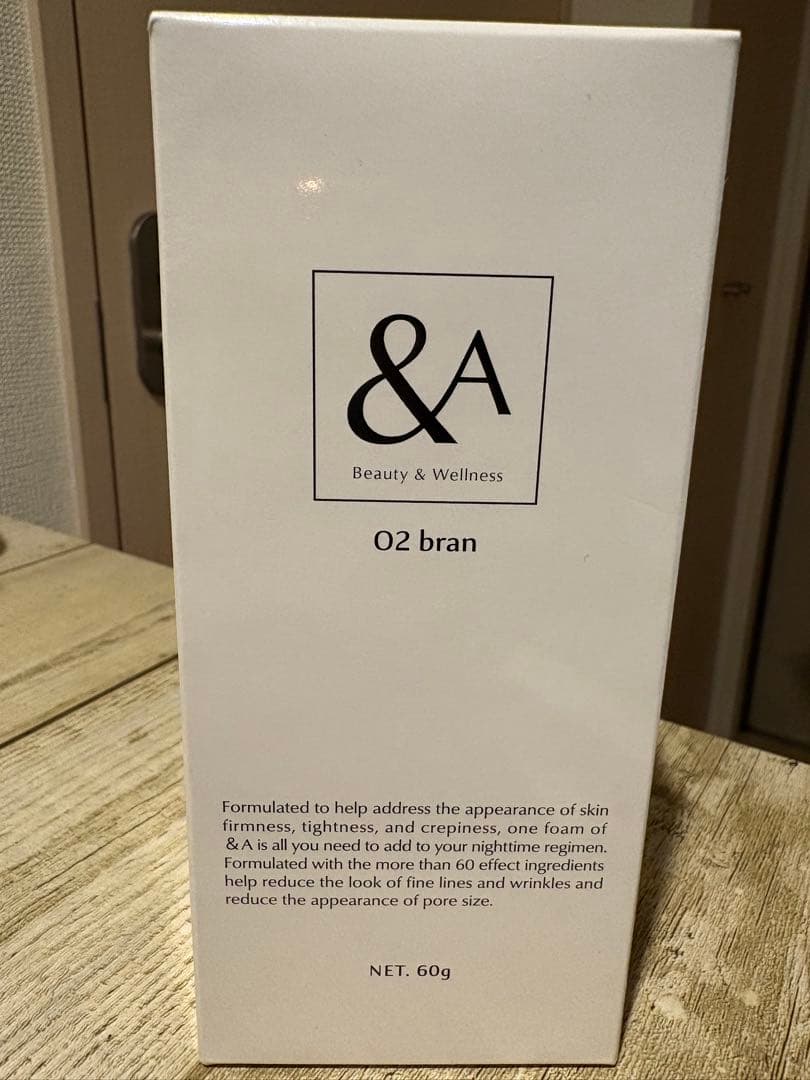 &A
Beauty & Wellness
O2 bran
Formulated to help address the appearance of skin
firmness, tightness, and crepiness, one foam of
&A is all you need to add to your nighttime regimen.
Formulated with the more than 60 effect ingredients
help reduce the look of fine lines and wrinkles and
reduce the appearance of pore size.
NET. 60g